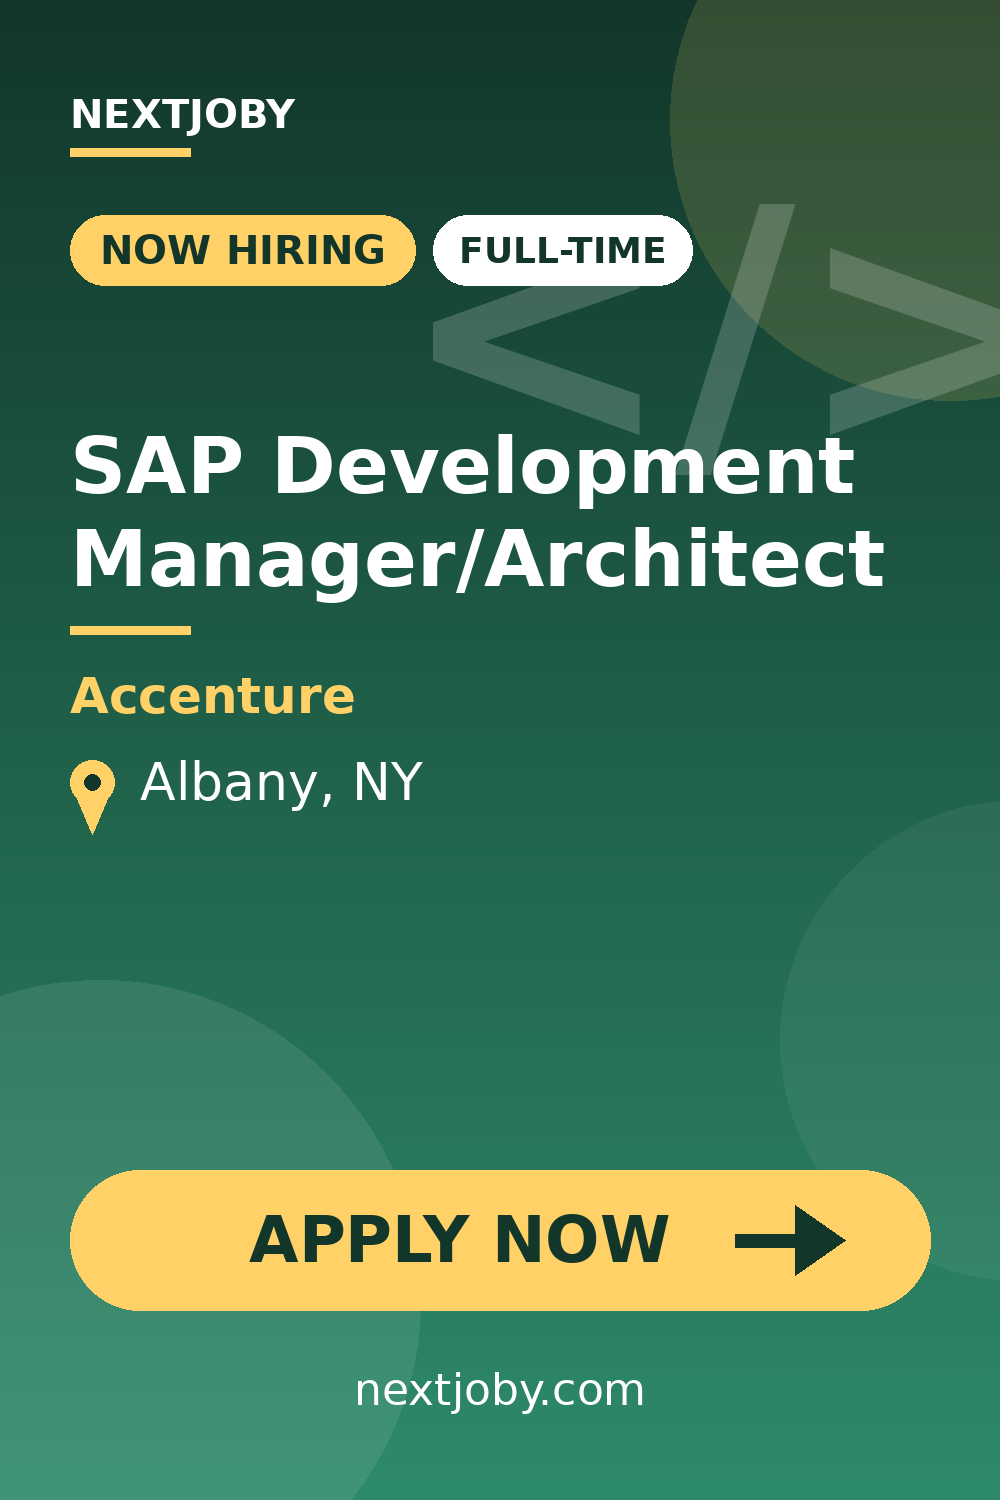 NEXTJOBY
NOW HIRING
FULL-TIME
</>
SAP Development
Manager/Architect
Accenture
Albany, NY
APPLY NOW
nextjoby.com